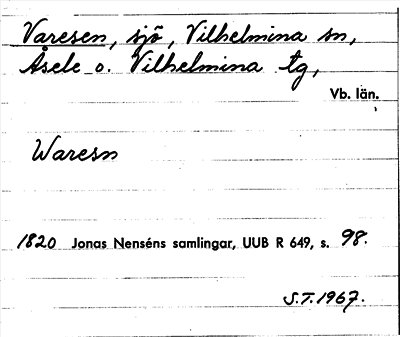 Varesen, sjö, Vilhelmina sn,
Åsele o. Vilhelmina tg,
Vb. län.
Waresn
1820 Jonas Nenséns samlingar, UUB R 649, s. 98.
S.T. 1967.